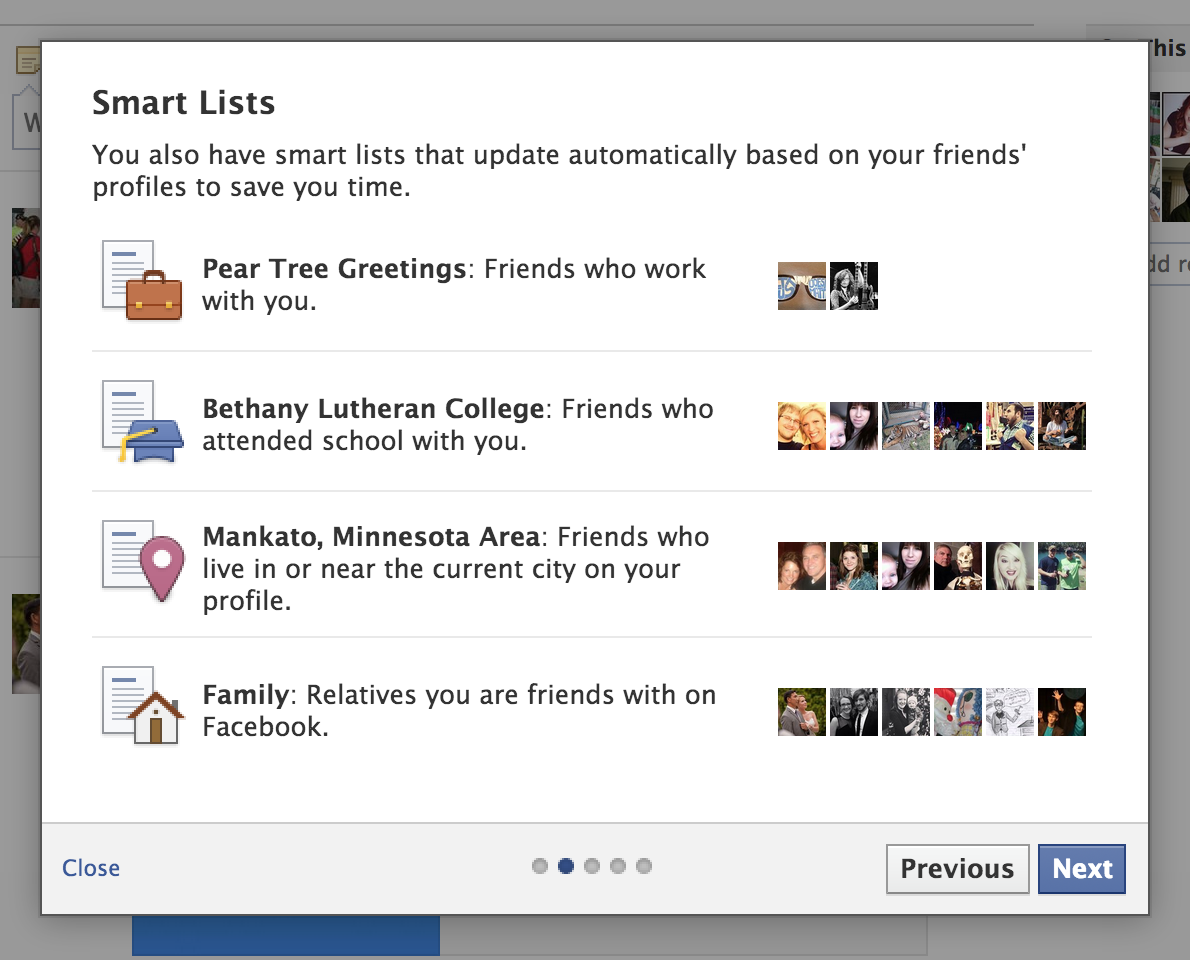 This
W
Smart Lists
You also have smart lists that update automatically based on your friends'
profiles to save you time.
Pear Tree Greetings: Friends who work
with you.
Bethany Lutheran College: Friends who
attended school with you.
Mankato, Minnesota Area: Friends who
live in or near the current city on your
profile.
Family: Relatives you are friends with on
Facebook.
Close
Previous
Next